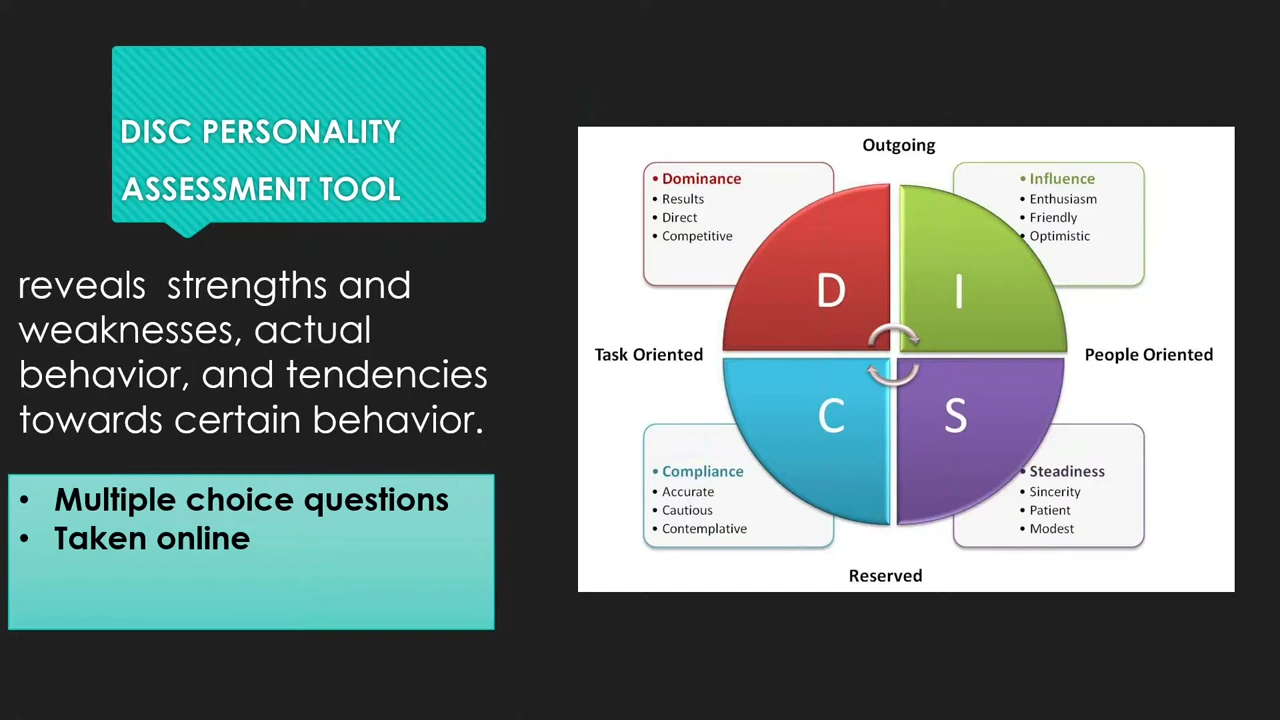 DISC PERSONALITY
ASSESSMENT TOOL
reveals strengths and
weaknesses, actual
behavior, and tendencies
towards certain behavior.
• Multiple choice questions
• Taken online
Outgoing
• Dominance
• Results
• Direct
• Competitive
• Influence
• Enthusiasm
• Friendly
• Optimistic
D
I
Task Oriented
People Oriented
C
S
• Compliance
• Accurate
• Cautious
• Contemplative
• Steadiness
• Sincerity
• Patient
• Modest
Reserved